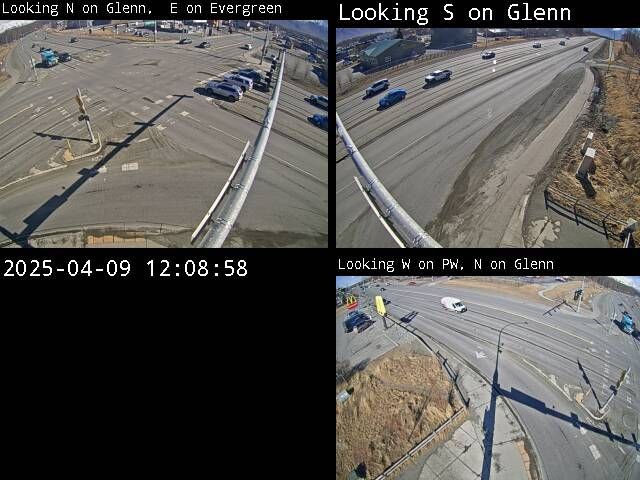 Looking N on Glenn,  E on Evergreen
Looking S on Glenn
2025-04-09 12:08:58
Looking W on PW, N on Glenn